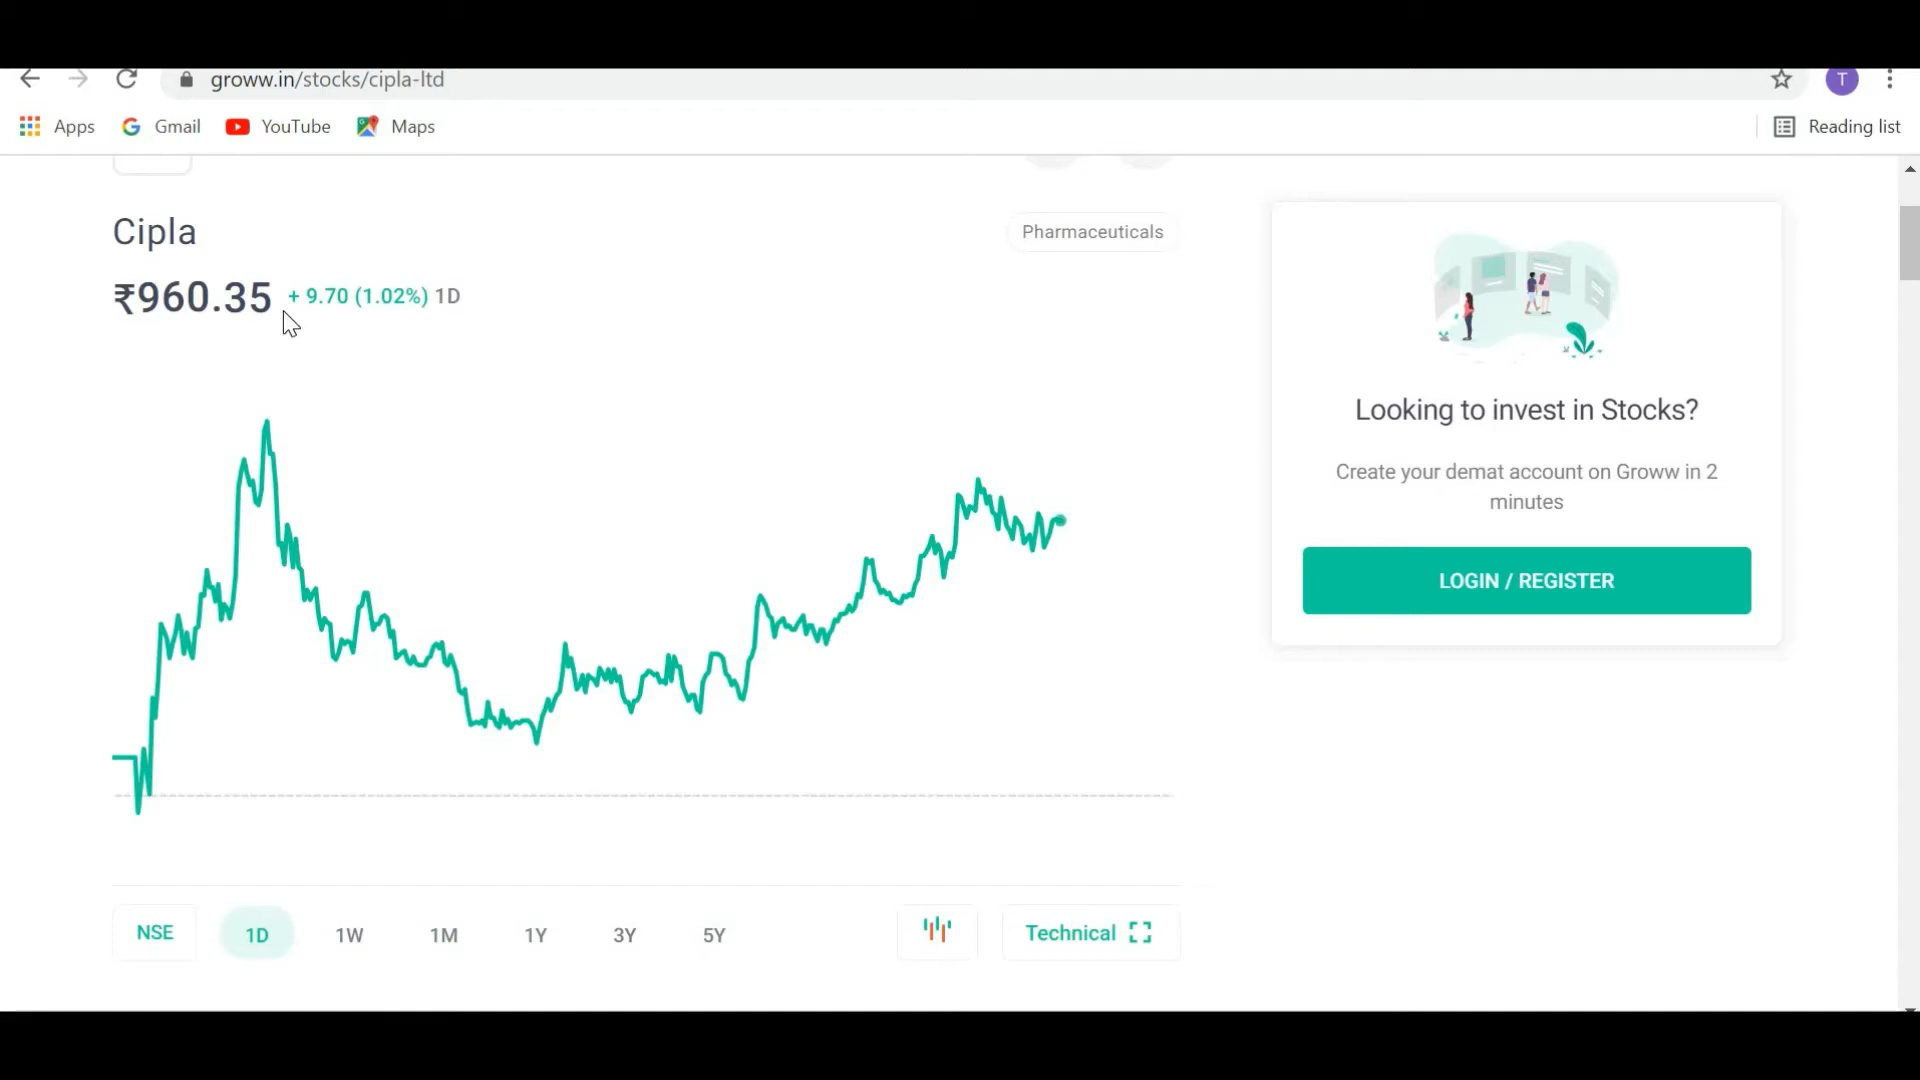 groww.in/stocks/cipla-ltd
T
Apps
Gmail
YouTube
Maps
Reading list
Cipla
Pharmaceuticals
₹960.35 + 9.70 (1.02%) 1D
Looking to invest in Stocks?
Create your demat account on Groww in 2
minutes
LOGIN / REGISTER
NSE
1D
1W
1M
1Y
3Y
5Y
Technical